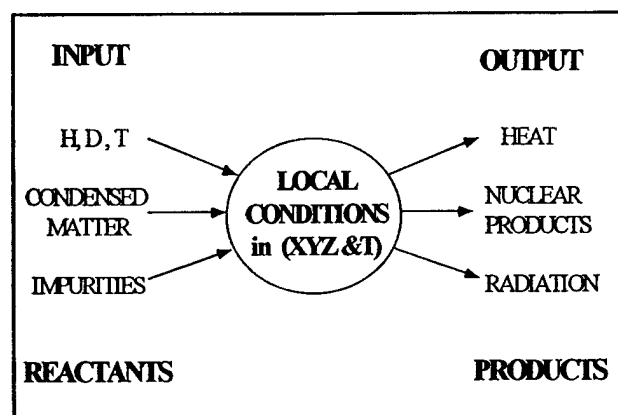 INPUT
OUTPUT
H, D, T
HEAT
CONDENSED
MATTER
LOCAL
CONDITIONS
in (XYZ &T)
NUCLEAR
PRODUCTS
IMPURITIES
RADIATION
REACTANTS
PRODUCTS